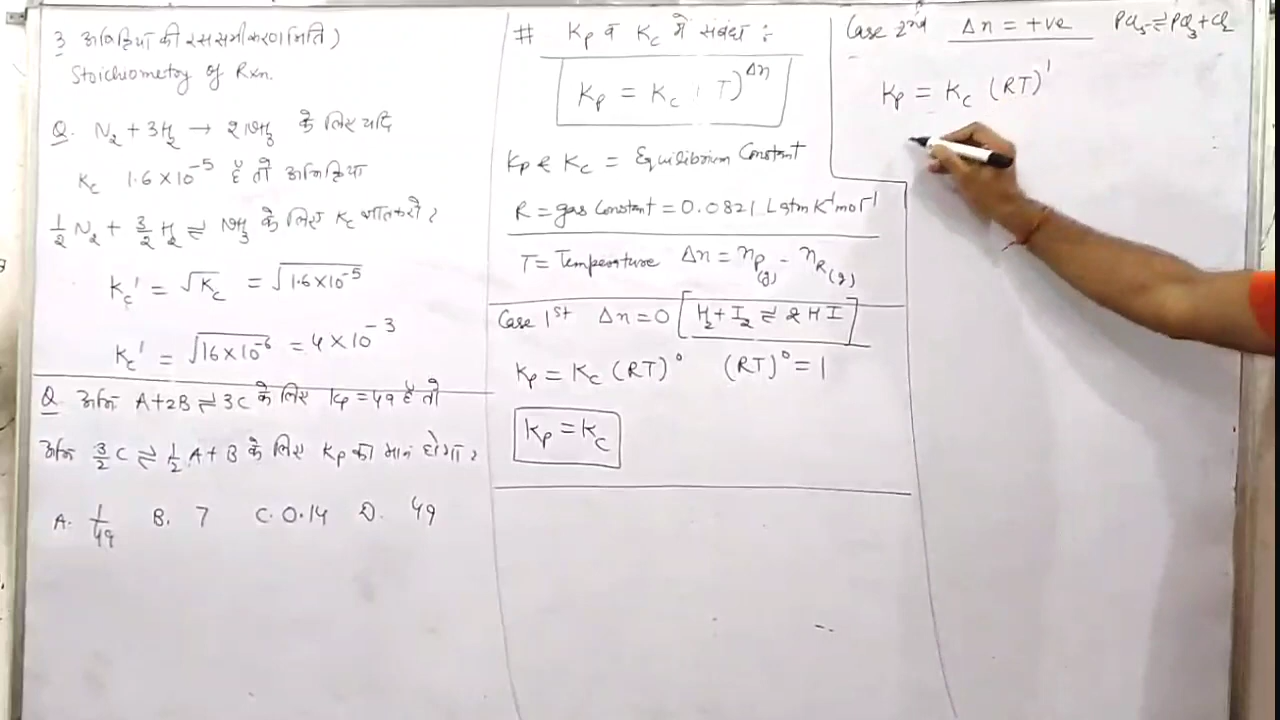 3 अभिक्रिया की रससमीकरणमिति)
Stoichiometry of Rxn.
Q. N₂ + 3H₂ → 2NH₃ के लिए यदि
Kc 1.6×10⁻⁵ है तो अभिक्रिया
½ N₂ + 3/2 H₂ ⇌ NH₃ के लिए Kc ज्ञात करो?
Kc' = √Kc = √1.6×10⁻⁵
Kc' = √16×10⁻⁶ = 4×10⁻³
Q अभि A+2B ⇌ 3C के लिए Kp = 49 है तो
अभि 3/2 C ⇌ 1/2 A + B के लिए Kp का मान होगा?
A. 1/49 B. 7 C. 0.14 D. 49
# Kp व Kc में संबंध :
Kp = Kc ( T)^Δn
Kp & Kc = Equilibrium Constant
R = gas Constant = 0.0821 L atm K⁻¹ mol⁻¹
T = Temperature Δn = nP(g) - nR(g)
Case 1st Δn = 0 H₂ + I₂ ⇌ 2HI
Kp = Kc (RT)⁰ (RT)⁰ = 1
Kp = Kc
Case 2nd Δn = +ve PCl₅ ⇌ PCl₃ + Cl₂
Kp = Kc (RT)¹